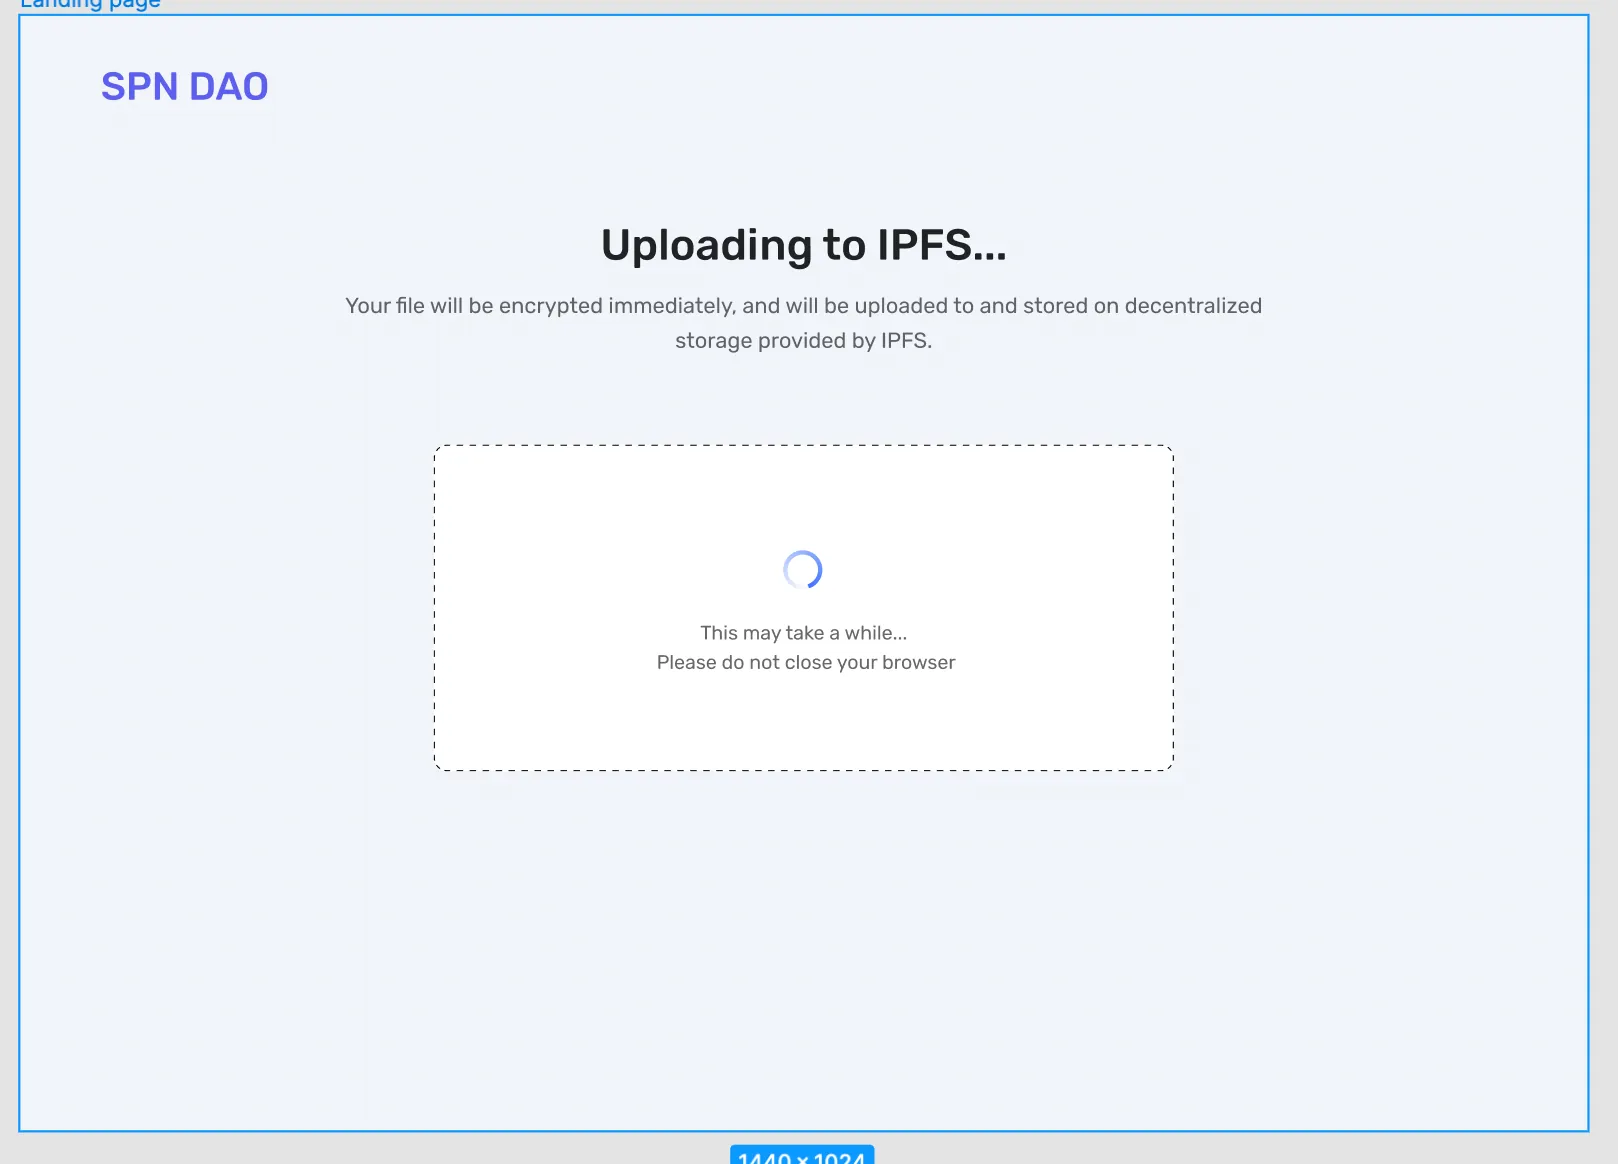 Landing page
SPN DAO
Uploading to IPFS...
Your file will be encrypted immediately, and will be uploaded to and stored on decentralized
storage provided by IPFS.
This may take a while...
Please do not close your browser
1440 × 1024